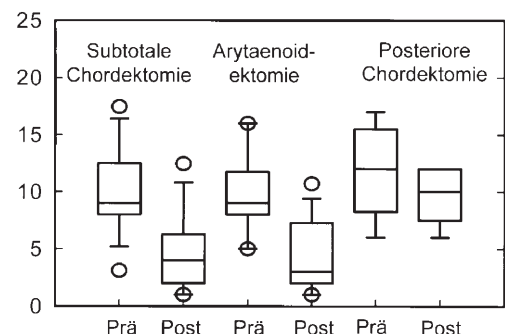 25
20
15
10
5
0
Subtotale
Chordektomie
Arytaenoid-
ektomie
Posteriore
Chordektomie
Prä Post Prä Post Prä Post